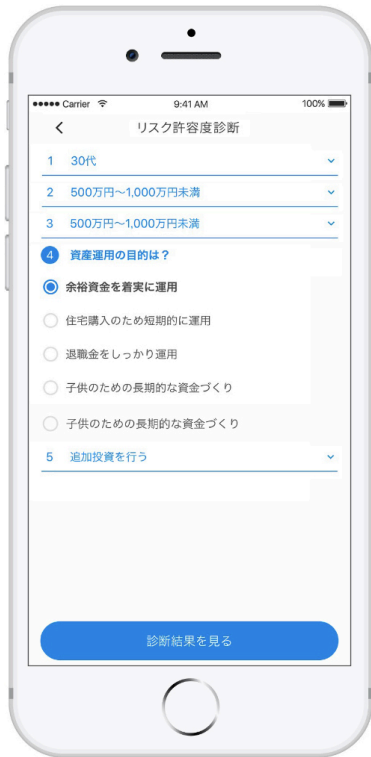 Carrier 9:41 AM 100%
リスク許容度診断
1 30代
2 500万円〜1,000万円未満
3 500万円〜1,000万円未満
4 資産運用の目的は？
余裕資金を着実に運用
住宅購入のため短期的に運用
退職金をしっかり運用
子供のための長期的な資金づくり
子供のための長期的な資金づくり
5 追加投資を行う
診断結果を見る